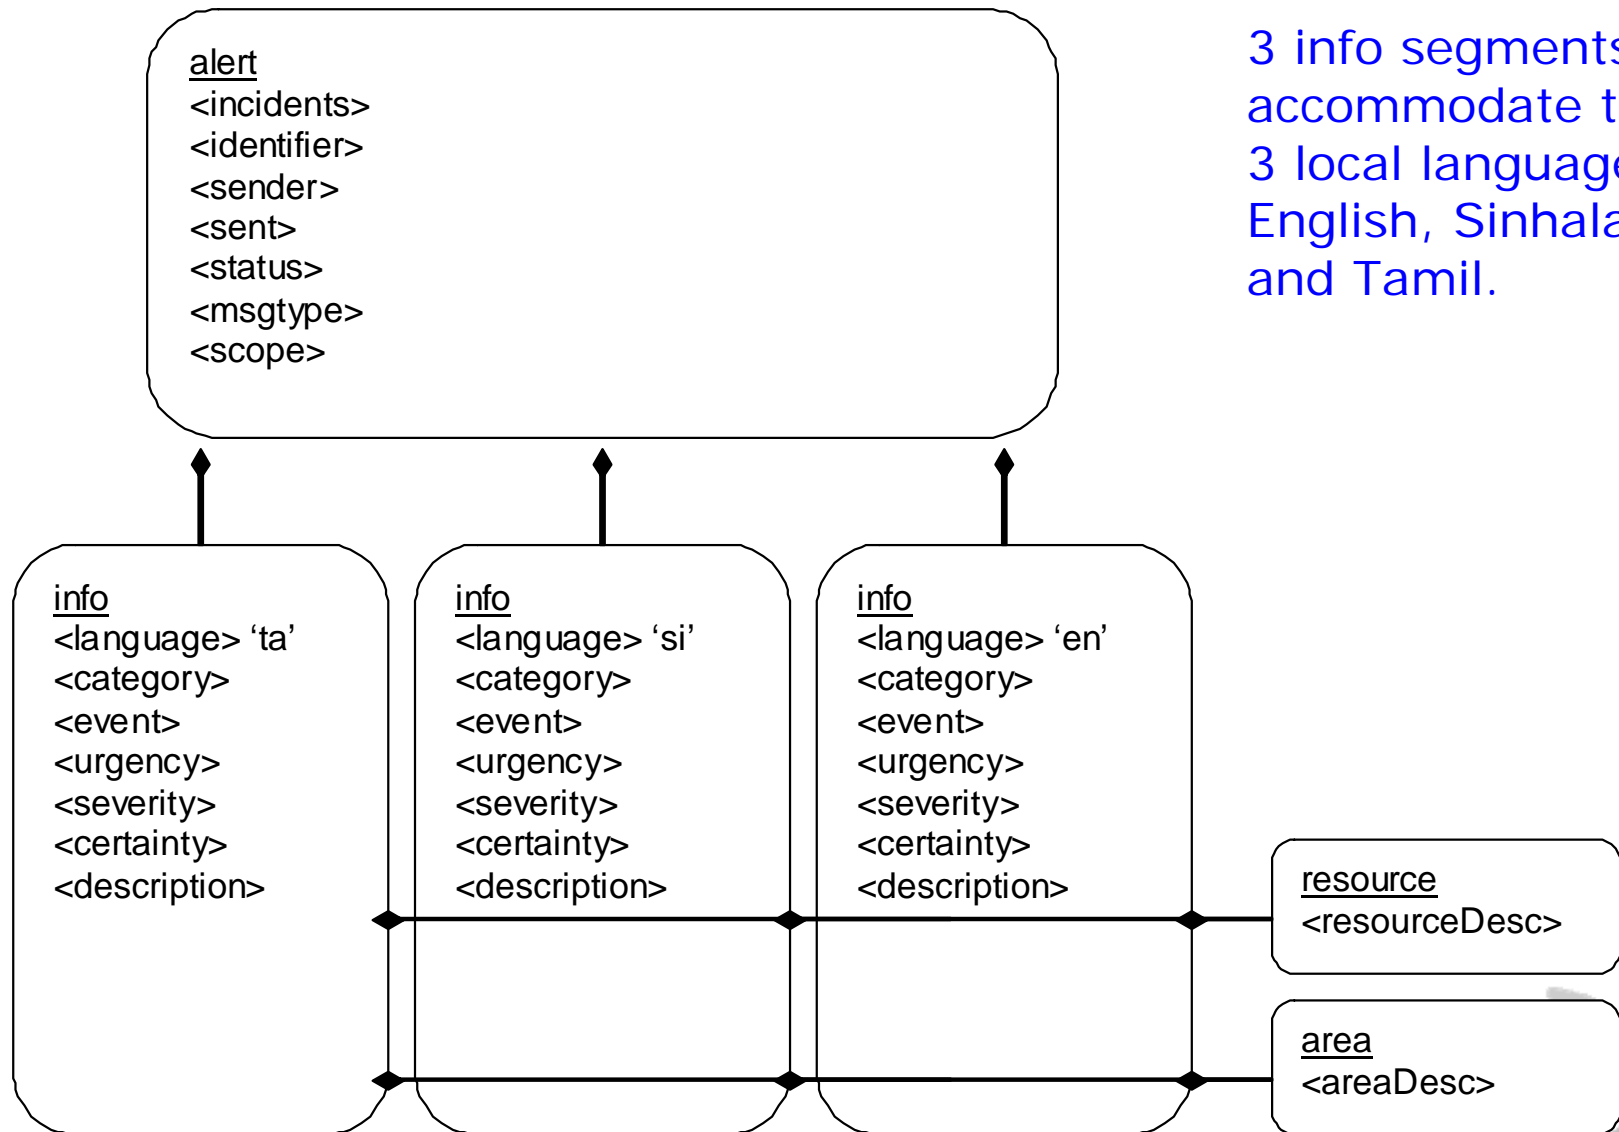 alert
<incidents>
<identifier>
<sender>
<sent>
<status>
<msgtype>
<scope>
3 info segments
accommodate
3 local
English, Sinhala
and Tamil.
info
<language> ‘ta’
<category>
<event>
<urgency>
<severity>
<certainty>
<description>
info
<language> ‘si’
<category>
<event>
<urgency>
<severity>
<certainty>
<description>
info
<language> ‘en’
<category>
<event>
<urgency>
<severity>
<certainty>
<description>
resource
<resourceDesc>
area
<areaDesc>